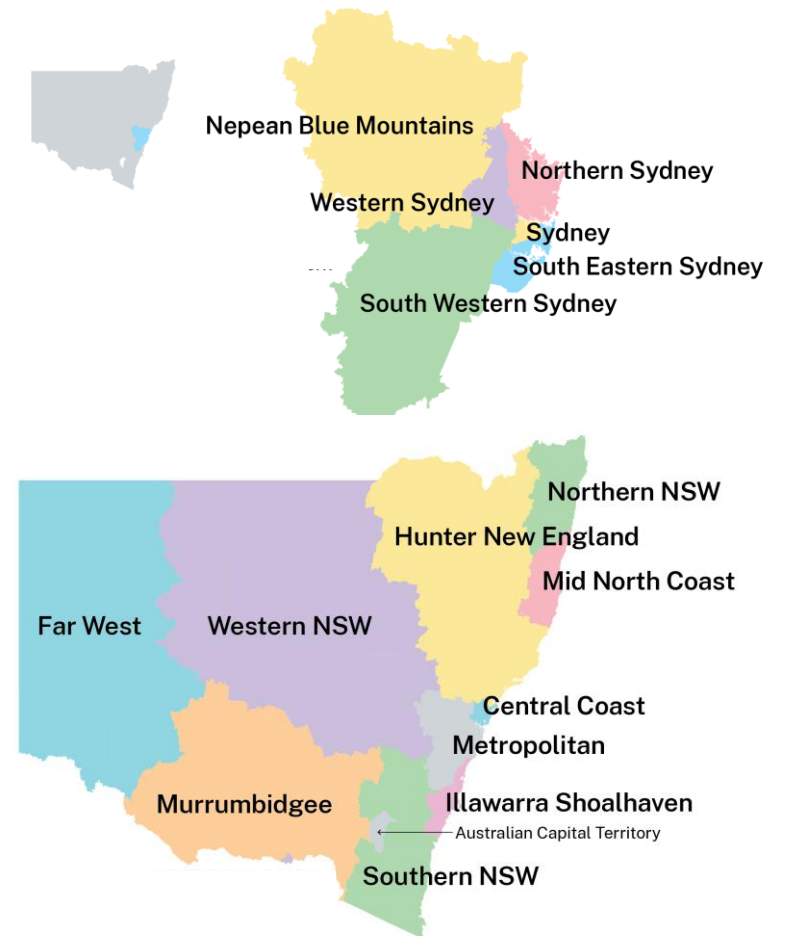 Nepean Blue Mountains
Northern Sydney
Western Sydney
Sydney
South Eastern Sydney
South Western Sydney
Northern NSW
Hunter New England
Mid North Coast
Far West
Western NSW
Central Coast
Metropolitan
Murrumbidgee
Illawarra Shoalhaven
Australian Capital Territory
Southern NSW